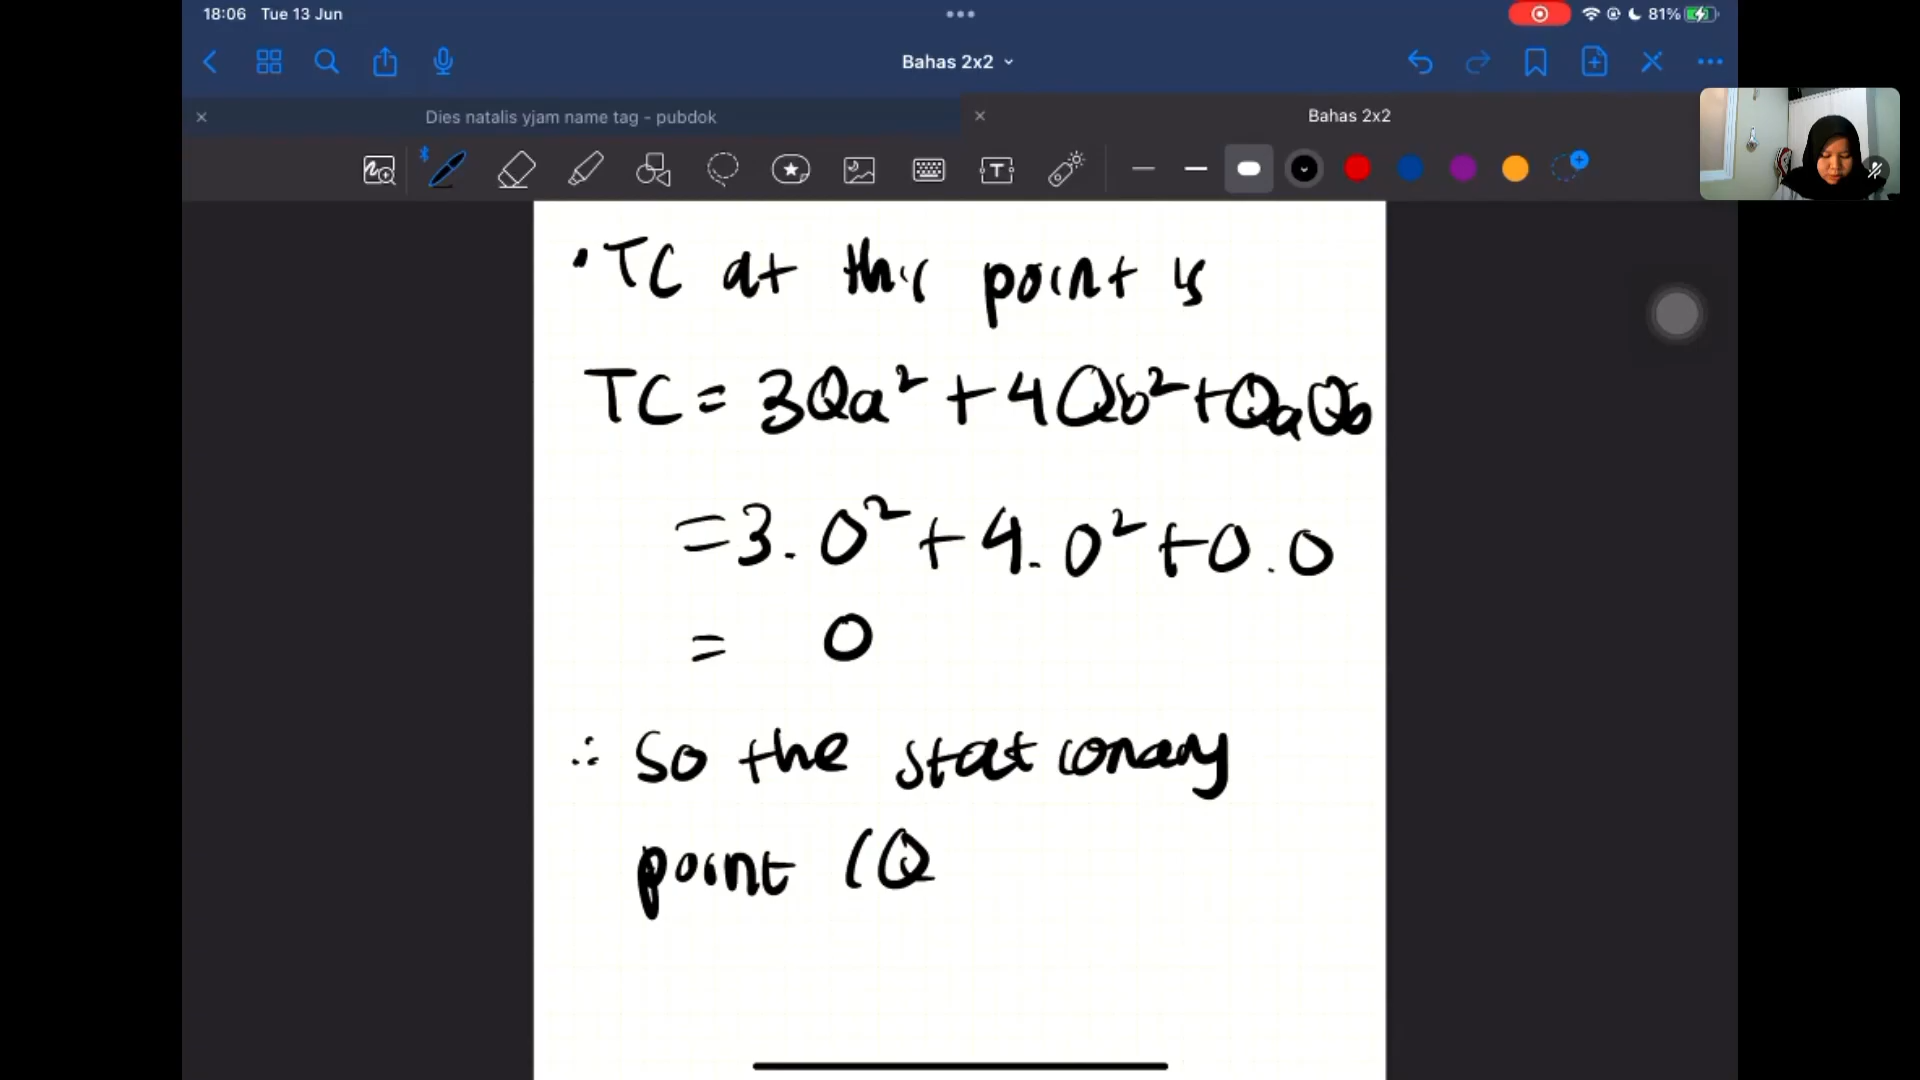 18:06 Tue 13 Jun
81%
Bahas 2x2
Dies natalis yjam name tag - pubdok
Bahas 2x2
• TC at this point is
TC = 3Qa² + 4Qb² + QaQb
= 3 . 0² + 4 . 0² + 0 . 0
= 0
∴ So the stationary
point (Q